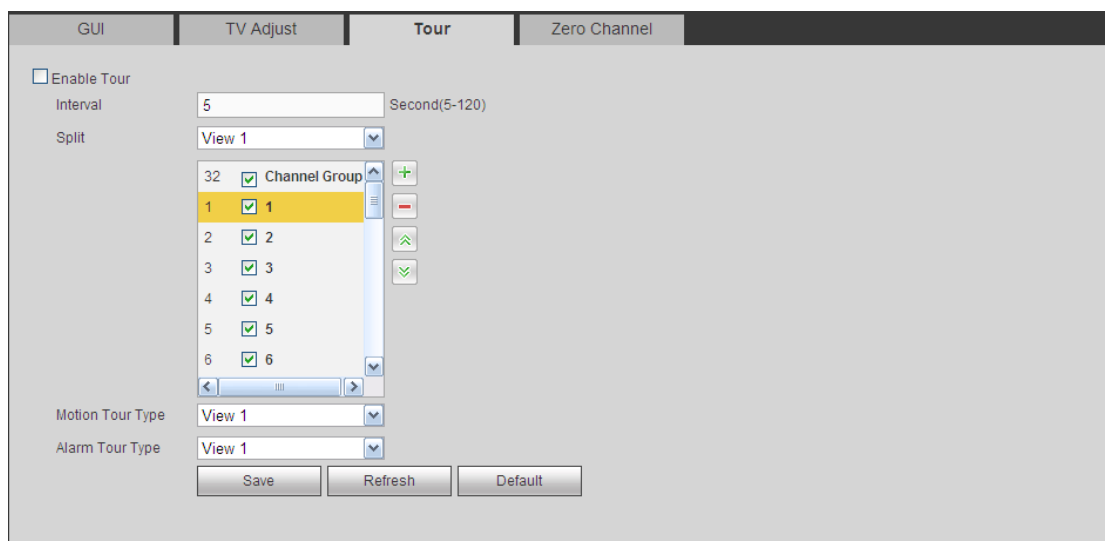 GUI TV Adjust Tour Zero Channel
Enable Tour
Interval 5 Second(5-120)
Split View 1
32 Channel Group
1 1
2 2
3 3
4 4
5 5
6 6
Motion Tour Type View 1
Alarm Tour Type View 1
Save Refresh Default